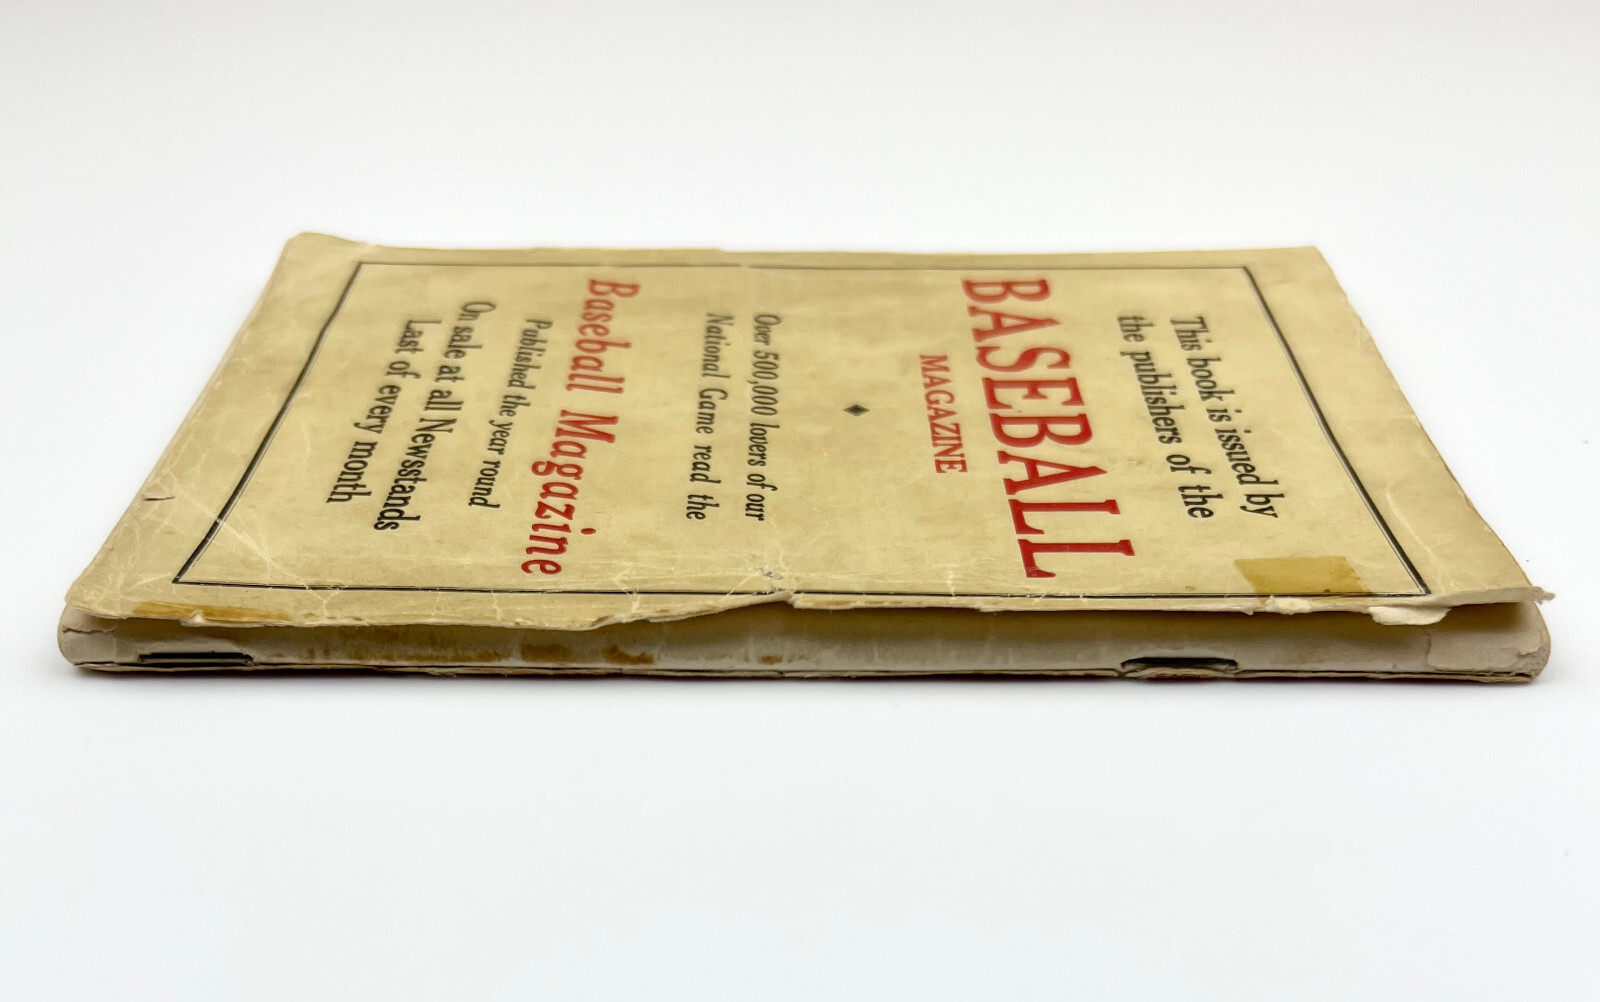 This book is issued by
the publishers of the
BASEBALL
MAGAZINE
Over 500,000 lovers of our
National Game read the
Baseball Magazine
Published the year round
On sale at all Newsstands
Last of every month